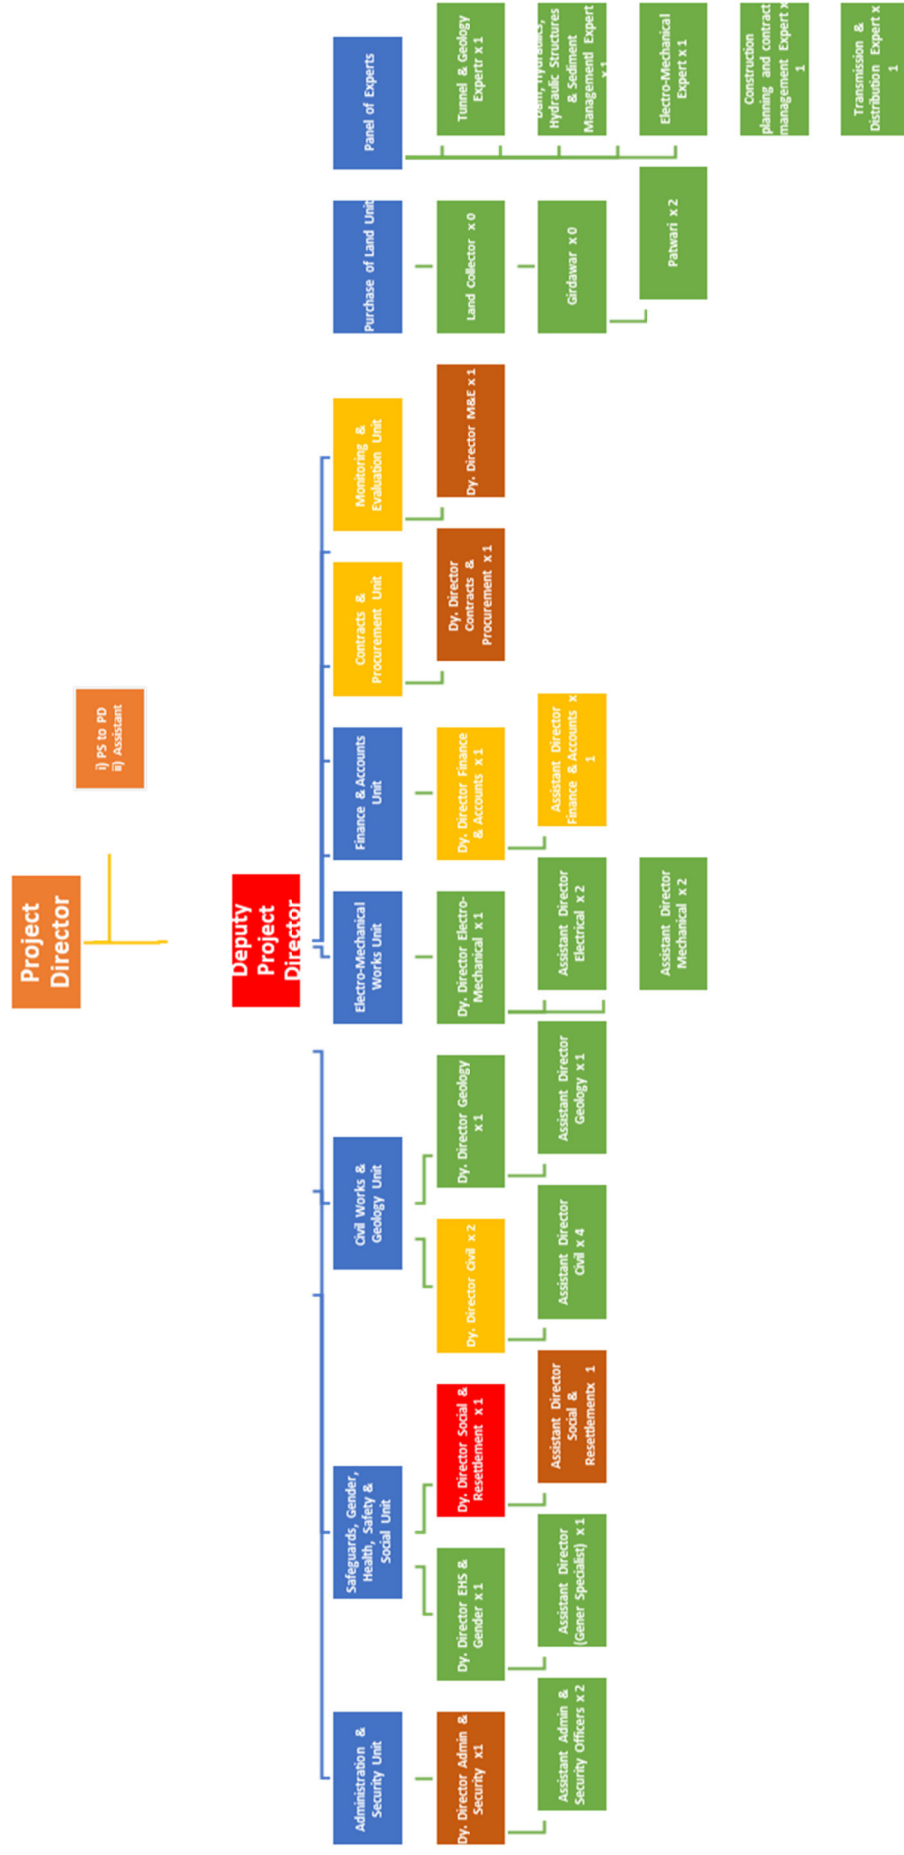 Project
Director
i) PS to PD
ii) Assistant
Deputy
Project
Director
Administration &
Security Unit
Safeguards, Gender,
Health, Safety &
Social Unit
Civil Works &
Geology Unit
Electro-Mechanical
Works Unit
Finance & Accounts
Unit
Contracts &
Procurement Unit
Monitoring &
Evaluation Unit
Purchase of Land Unit
Panel of Experts
Dy. Director Admin &
Security x1
Dy. Director EHS &
Gender x 1
Dy. Director Social &
Resettlement x 1
Dy. Director Civil x 2
Dy. Director Geology
x 1
Dy. Director Electro-
Mechanical x 1
Dy. Director Finance
& Accounts x 1
Dy. Director
Contracts &
Procurement x 1
Dy. Director M&E x 1
Land Collector x 0
Tunnel & Geology
Expertr x 1
Assistant Admin &
Security Officers x 2
Assistant Director
(Gener Specialist) x 1
Assistant Director
Social &
Resettlementx 1
Assistant Director
Civil x 4
Assistant Director
Geology x 1
Assistant Director
Electrical x 2
Assistant Director
Finance & Accounts x
1
Girdawar x 0
Hydraulic Structures
& Sediment
Managementl Expert
x 1
Assistant Director
Mechanical x 2
Patwari x 2
Electro-Mechanical
Expert x 1
Construction
planning and contract
management Expert x
1
Transmission &
Distribution Expert x
1